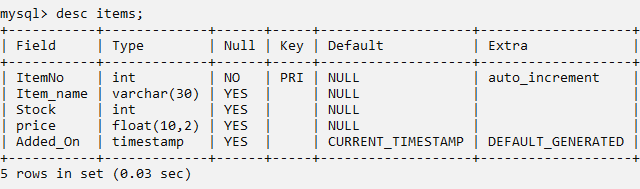 mysql> desc items;
+-----------+-------------+------+-----+-------------------+-------------------+
| Field     | Type        | Null | Key | Default           | Extra             |
+-----------+-------------+------+-----+-------------------+-------------------+
| ItemNo    | int         | NO   | PRI | NULL              | auto_increment    |
| Item_name | varchar(30) | YES  |     | NULL              |                   |
| Stock     | int         | YES  |     | NULL              |                   |
| price     | float(10,2) | YES  |     | NULL              |                   |
| Added_On  | timestamp   | YES  |     | CURRENT_TIMESTAMP | DEFAULT_GENERATED |
+-----------+-------------+------+-----+-------------------+-------------------+
5 rows in set (0.03 sec)